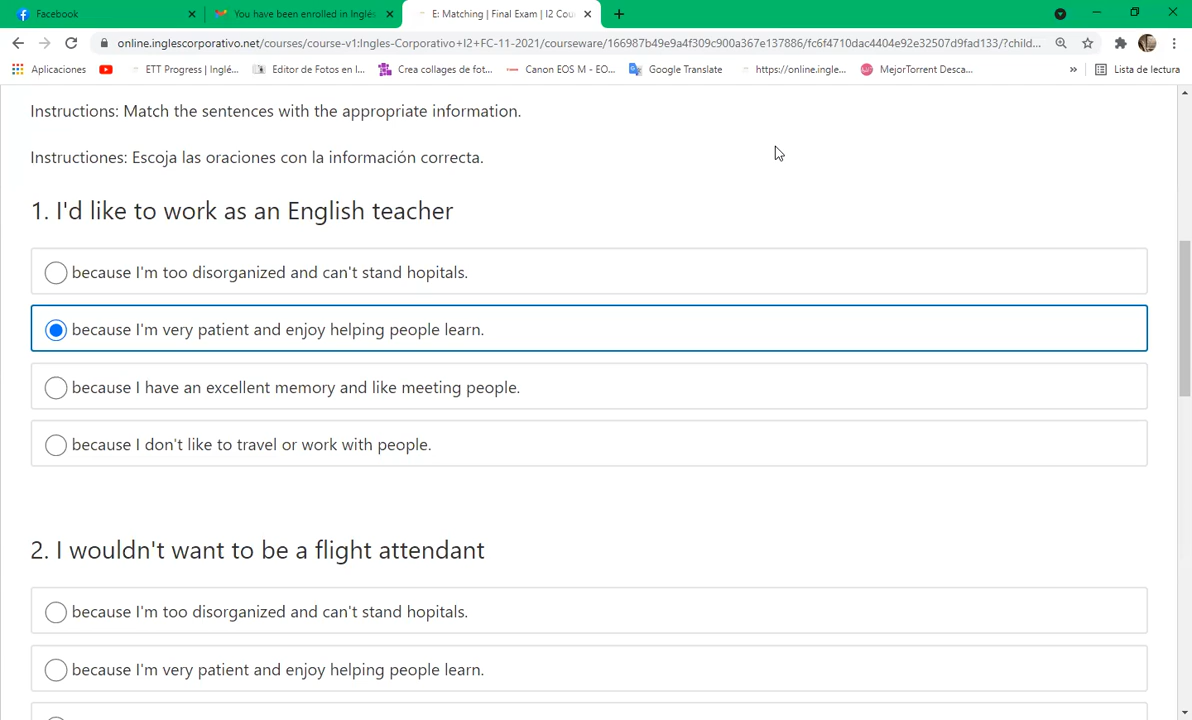 Facebook
You have been enrolled in Inglés
E: Matching | Final Exam | I2 Cou
online.inglescorporativo.net/courses/course-v1:Ingles-Corporativo+I2+FC-11-2021/courseware/166987b49e9a4f309c900a367e137886/fc6f4710dac4404e92e32507d9fad133/?child...
Aplicaciones
ETT Progress | Inglé...
Editor de Fotos en l...
Crea collages de fot...
Canon EOS M - EO...
Google Translate
https://online.ingle...
MejorTorrent Desca...
»
Lista de lectura
Instructions: Match the sentences with the appropriate information.
Instructiones: Escoja las oraciones con la información correcta.
1. I'd like to work as an English teacher
because I'm too disorganized and can't stand hopitals.
because I'm very patient and enjoy helping people learn.
because I have an excellent memory and like meeting people.
because I don't like to travel or work with people.
2. I wouldn't want to be a flight attendant
because I'm too disorganized and can't stand hopitals.
because I'm very patient and enjoy helping people learn.